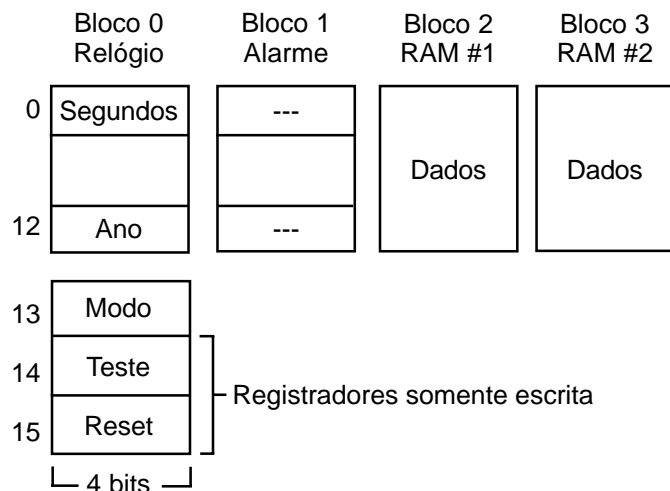 Bloco 0 Bloco 1 Bloco 2 Bloco 3
Relógio Alarme RAM #1 RAM #2
0 Segundos ---
Dados Dados
12 Ano ---
13 Modo
14 Teste
Registradores somente escrita
15 Reset
4 bits